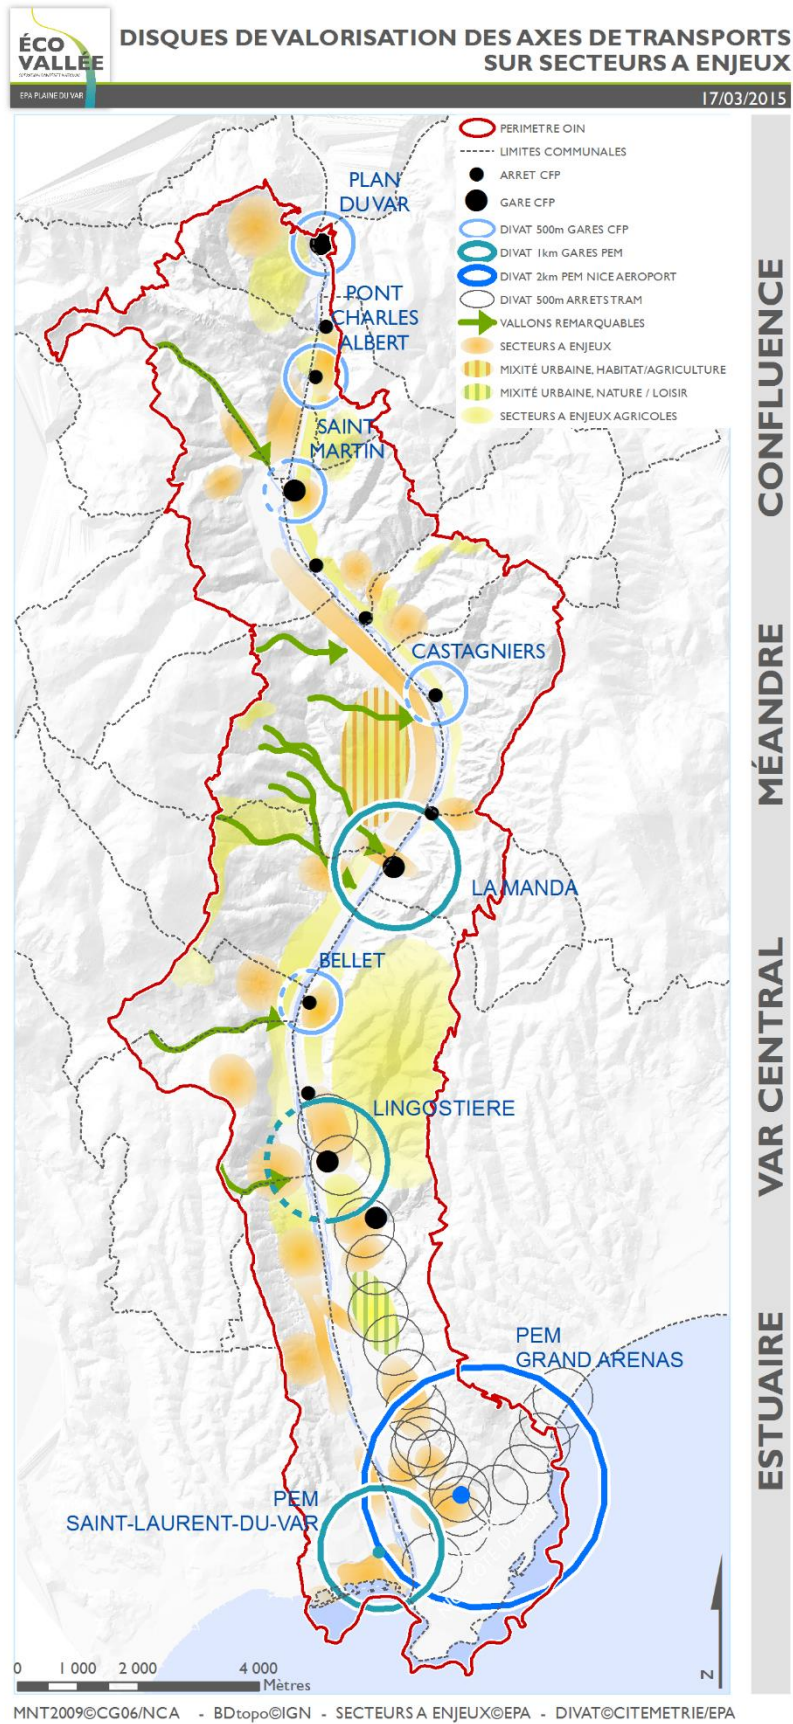 ÉCO
VALLÉE
EPA PLAINE DU VAR
DISQUES DE VALORISATION DES AXES DE TRANSPORTS
SUR SECTEURS A ENJEUX
17/03/2015
PERIMETRE OIN
LIMITES COMMUNALES
ARRET CFP
GARE CFP
DIVAT 500m GARES CFP
DIVAT 1km GARES PEM
DIVAT 2km PEM NICE AEROPORT
DIVAT 500m ARRETS TRAM
VALLONS REMARQUABLES
SECTEURS A ENJEUX
MIXITÉ URBAINE, HABITAT/AGRICULTURE
MIXITÉ URBAINE, NATURE / LOISIR
SECTEURS A ENJEUX AGRICOLES
PLAN
DU VAR
PONT
CHARLES
ALBERT
SAINT
MARTIN
CASTAGNIERS
LA MANDA
BELLET
LINGOSTIERE
PEM
GRAND ARENAS
PEM
SAINT-LAURENT-DU-VAR
CONFLUENCE
MÉANDRE
VAR CENTRAL
ESTUAIRE
0 1 000 2 000 4 000
Mètres
N
MNT2009©CG06/NCA - BDtopo©IGN - SECTEURS A ENJEUX©EPA - DIVAT©CITEMETRIE/EPA